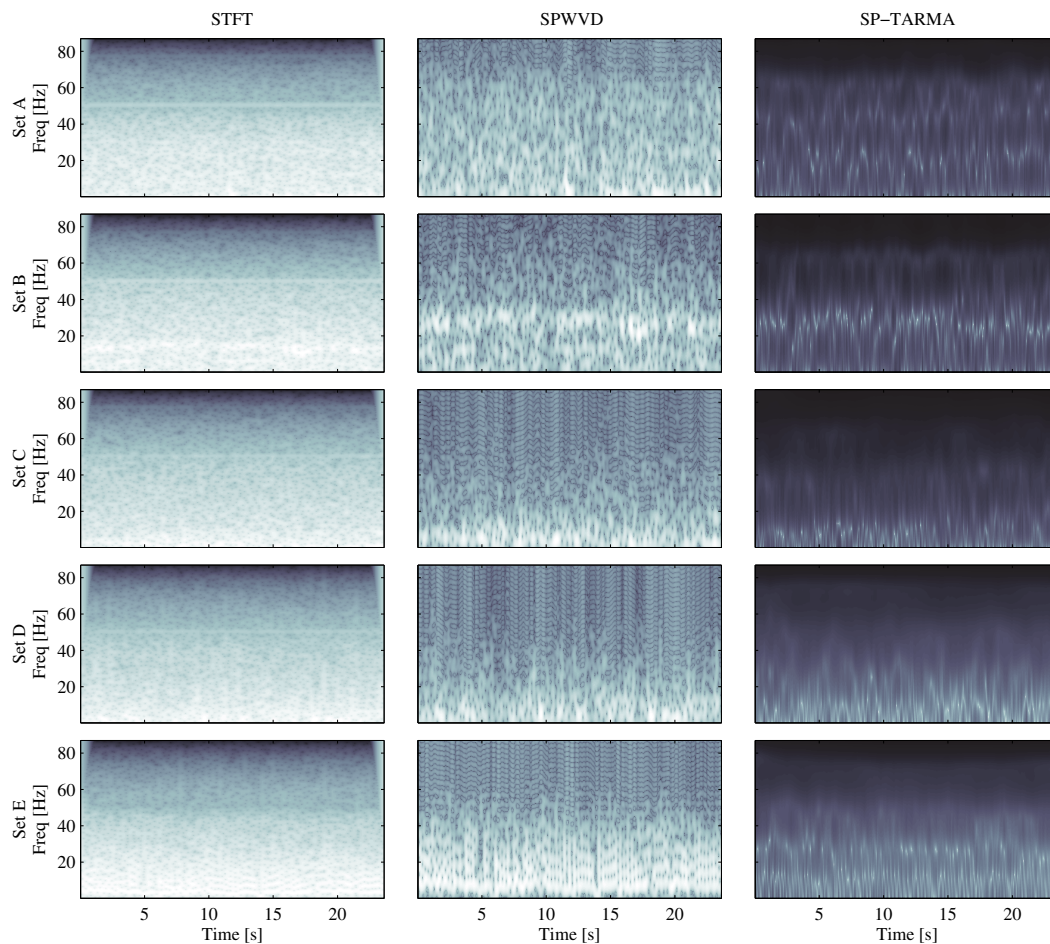 STFT SPWVD SP−TARMA
Set A
Freq [Hz]
80
60
40
20
Set B
Freq [Hz]
80
60
40
20
Set C
Freq [Hz]
80
60
40
20
Set D
Freq [Hz]
80
60
40
20
Set E
Freq [Hz]
80
60
40
20
5 10 15 20 5 10 15 20 5 10 15 20
Time [s] Time [s] Time [s]